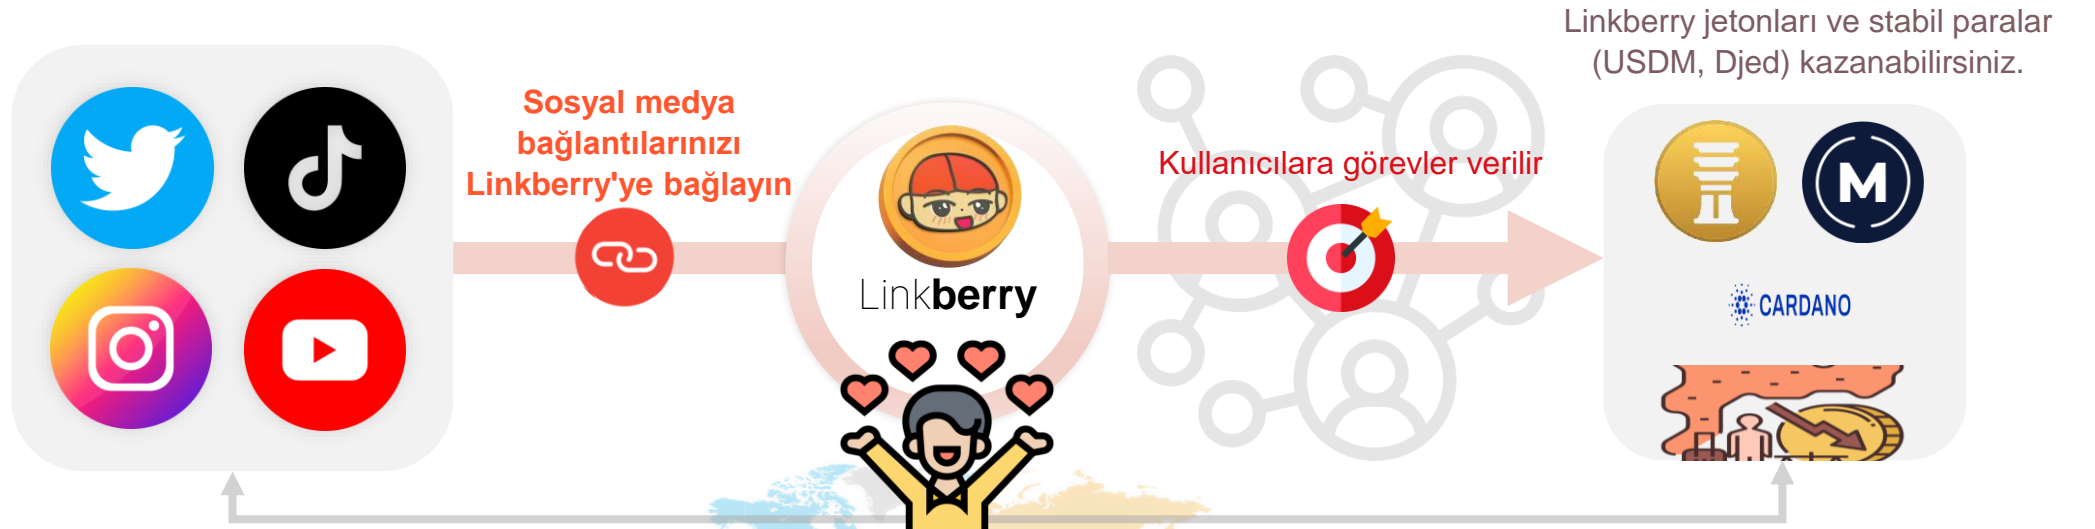 Linkberry jetonları ve stabil paralar
(USDM, Djed) kazanabilirsiniz.
Sosyal medya
bağlantılarınızı
Linkberry'ye bağlayın
Kullanıcılara görevler verilir
M
Linkberry
CARDANO